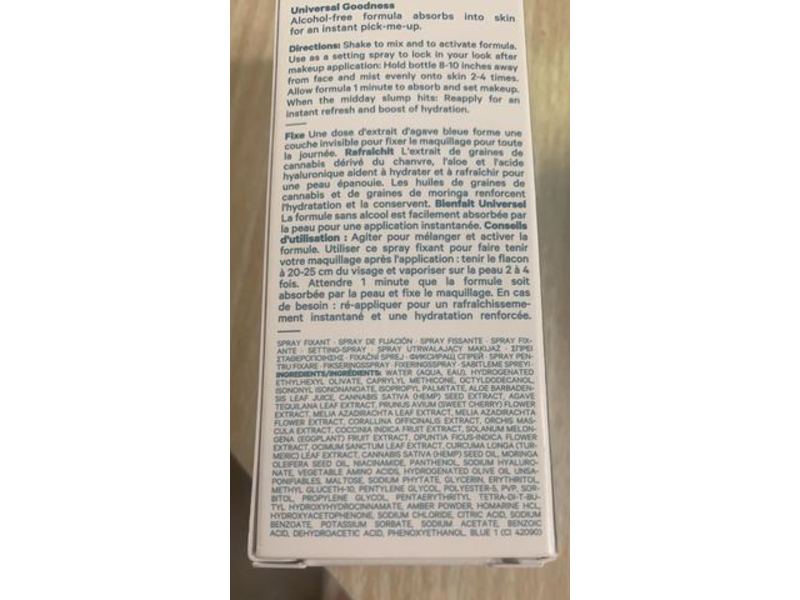 Universal Goodness
Alcohol-free formula absorbs into skin
for an instant pick-me-up.
Directions: Shake to mix and to activate formula.
Use as a setting spray to lock in your look after
makeup application: Hold bottle 8-10 inches away
from face and mist evenly onto skin 2-4 times.
Allow formula 1 minute to absorb and set makeup.
When the midday slump hits: Reapply for an
instant refresh and boost of hydration.
Fixe Une dose d'extrait d'agave bleue forme une
couche invisible pour fixer le maquillage pour toute
la journée. Rafraîchit L'extrait de graines de
cannabis dérivé du chanvre, l'aloe et l'acide
hyaluronique aident à hydrater et à rafraîchir pour
une peau épanouie. Les huiles de graines de
cannabis et de graines de moringa renforcent
l'hydratation et la conservent. Bienfait Universel
La formule sans alcool est facilement absorbée par
la peau pour une application instantanée. Conseils
d'utilisation : Agiter pour mélanger et activer la
formule. Utiliser ce spray fixant pour faire tenir
votre maquillage après l'application : tenir le flacon
à 20-25 cm du visage et vaporiser sur la peau 2 à 4
fois. Attendre 1 minute que la formule soit
absorbée par la peau et fixe le maquillage. En cas
de besoin : ré-appliquer pour un rafraîchisse-
ment instantané et une hydratation renforcée.
SPRAY FIXANT · SPRAY DE FIJACIÓN · SPRAY FISSANTE · SPRAY FIX-
ANTE · SETTING-SPRAY · SPRAY UTRWALAJĄCY MAKIJAŻ · ΣΠΡΕΪ
ΣΤΑΘΕΡΟΠΟΙΗΣΗΣ · FIXAČNÍ SPREJ · ФИКСИРАЩ СПРЕЙ · SPRAY PEN-
TRU FIXARE · FIKSERINGSSPRAY · FIXERINGSSPRAY · SABITLEME SPREYI ·
INGREDIENTS/INGRÉDIENTS: WATER (AQUA, EAU), HYDROGENATED
ETHYLHEXYL OLIVATE, CAPRYLYL METHICONE, OCTYLDODECANOL,
ISONONYL ISONONANOATE, ISOPROPYL PALMITATE, ALOE BARBADEN-
SIS LEAF JUICE, CANNABIS SATIVA (HEMP) SEED EXTRACT, AGAVE
TEQUILANA LEAF EXTRACT, PRUNUS AVIUM (SWEET CHERRY) FLOWER
EXTRACT, MELIA AZADIRACHTA LEAF EXTRACT, MELIA AZADIRACHTA
FLOWER EXTRACT, CORALLINA OFFICINALIS EXTRACT, ORCHIS MAS-
CULA EXTRACT, COCCINIA INDICA FRUIT EXTRACT, SOLANUM MELON-
GENA (EGGPLANT) FRUIT EXTRACT, OPUNTIA FICUS-INDICA FLOWER
EXTRACT, OCIMUM SANCTUM LEAF EXTRACT, CURCUMA LONGA (TUR-
MERIC) LEAF EXTRACT, CANNABIS SATIVA (HEMP) SEED OIL, MORINGA
OLEIFERA SEED OIL, NIACINAMIDE, PANTHENOL, SODIUM HYALURO-
NATE, VEGETABLE AMINO ACIDS, HYDROGENATED OLIVE OIL UNSA-
PONIFIABLES, MALTOSE, SODIUM PHYTATE, GLYCERIN, ERYTHRITOL,
METHYL GLUCETH-10, PENTYLENE GLYCOL, POLYESTER-5, PVP, SOR-
BITOL, PROPYLENE GLYCOL, PENTAERYTHRITYL TETRA-DI-T-BU-
TYL HYDROXYHYDROCINNAMATE, AMBER POWDER, HOMARINE HCL,
HYDROXYACETOPHENONE, SODIUM CHLORIDE, CITRIC ACID, SODIUM
BENZOATE, POTASSIUM SORBATE, SODIUM ACETATE, BENZOIC
ACID, DEHYDROACETIC ACID, PHENOXYETHANOL, BLUE 1 (CI 42090)